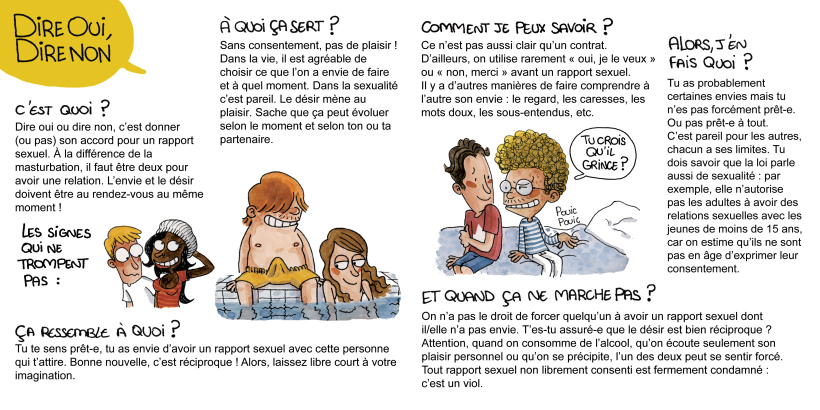 DIRE OUI,
DIRE NON
C'EST QUOI ?
Dire oui ou dire non, c'est donner
(ou pas) son accord pour un rapport
sexuel. À la différence de la
masturbation, il faut être deux pour
avoir une relation. L'envie et le désir
doivent être au rendez-vous au même
moment !
LES SIGNES
QUI NE
TROMPENT
PAS :
ÇA RESSEMBLE À QUOI ?
Tu te sens prêt-e, tu as envie d'avoir un rapport sexuel avec cette personne
qui t'attire. Bonne nouvelle, c'est réciproque ! Alors, laissez libre court à votre
imagination.
À QUOI ÇA SERT ?
Sans consentement, pas de plaisir !
Dans la vie, il est agréable de
choisir ce que l'on a envie de faire
et à quel moment. Dans la sexualité
c'est pareil. Le désir mène au
plaisir. Sache que ça peut évoluer
selon le moment et selon ton ou ta
partenaire.
COMMENT JE PEUX SAVOIR ?
Ce n'est pas aussi clair qu'un contrat.
D'ailleurs, on utilise rarement « oui, je le veux »
ou « non, merci » avant un rapport sexuel.
Il y a d'autres manières de faire comprendre à
l'autre son envie : le regard, les caresses, les
mots doux, les sous-entendus, etc.
TU CROIS
QU'IL
GRINCE ?
POUIC
POUIC
ALORS, J'EN
FAIS QUOI ?
Tu as probablement
certaines envies mais tu
n'es pas forcément prêt-e.
Ou pas prêt-e à tout.
C'est pareil pour les autres,
chacun a ses limites. Tu
dois savoir que la loi parle
aussi de sexualité : par
exemple, elle n'autorise
pas les adultes à avoir des
relations sexuelles avec les
jeunes de moins de 15 ans,
car on estime qu'ils ne sont
pas en âge d'exprimer leur
consentement.
ET QUAND ÇA NE MARCHE PAS ?
On n'a pas le droit de forcer quelqu'un à avoir un rapport sexuel dont
il/elle n'a pas envie. T'es-tu assuré-e que le désir est bien réciproque ?
Attention, quand on consomme de l'alcool, qu'on écoute seulement son
plaisir personnel ou qu'on se précipite, l'un des deux peut se sentir forcé.
Tout rapport sexuel non librement consenti est fermement condamné :
c'est un viol.